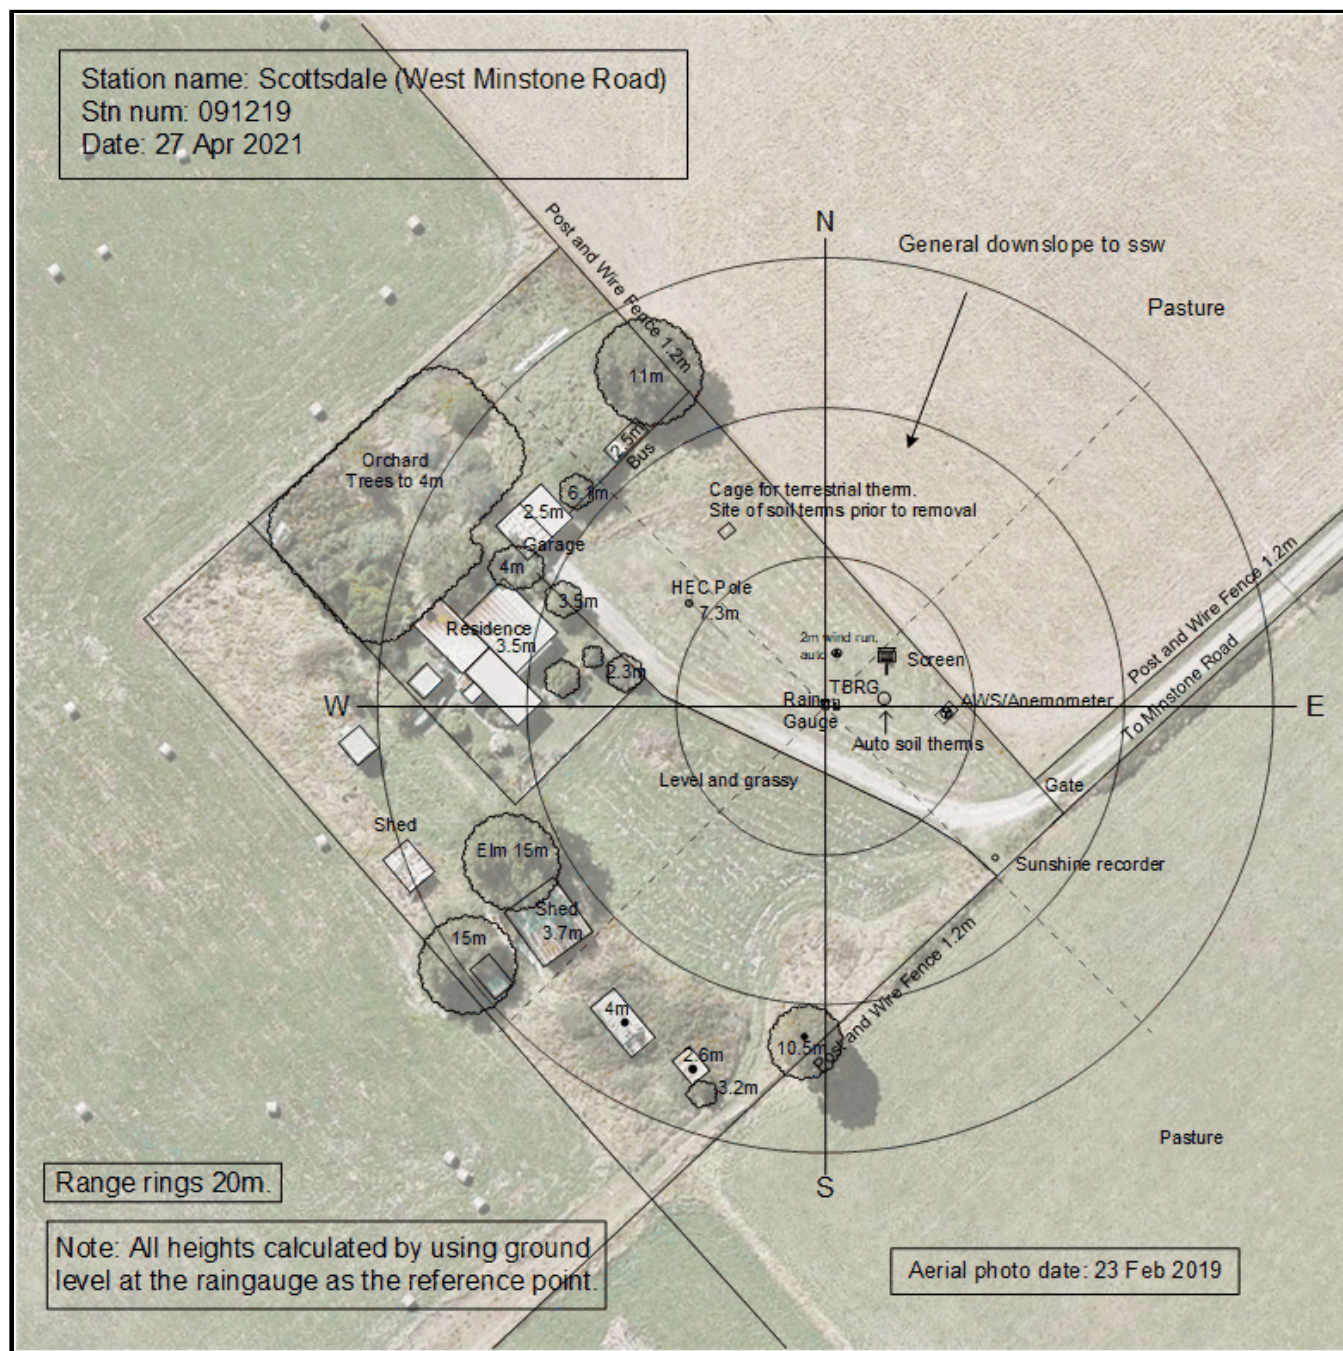 Station name: Scottsdale (West Minstone Road)
Stn num: 091219
Date: 27 Apr 2021
N
General downslope to ssw
Post and Wire Fence 1.2m
Pasture
11m
2.5m
Bus
Orchard
Trees to 4m
6.1m
Cage for terrestrial therm.
Site of soil terms prior to removal
2.5m
Garage
4m
HEC Pole
7.3m
3.5m
Post and Wire Fence 1.2m
Residence
3.5m
2m wind run,
auto
Screen
2.3m
TBRG
To Minstone Road
W
Rain
Gauge
AWS/Anemometer
E
Auto soil therms
Level and grassy
Gate
Shed
Elm 15m
Sunshine recorder
Shed
3.7m
15m
Post and Wire Fence 1.2m
4m
10.5m
2.6m
3.2m
Pasture
S
Range rings 20m.
Note: All heights calculated by using ground
level at the raingauge as the reference point.
Aerial photo date: 23 Feb 2019